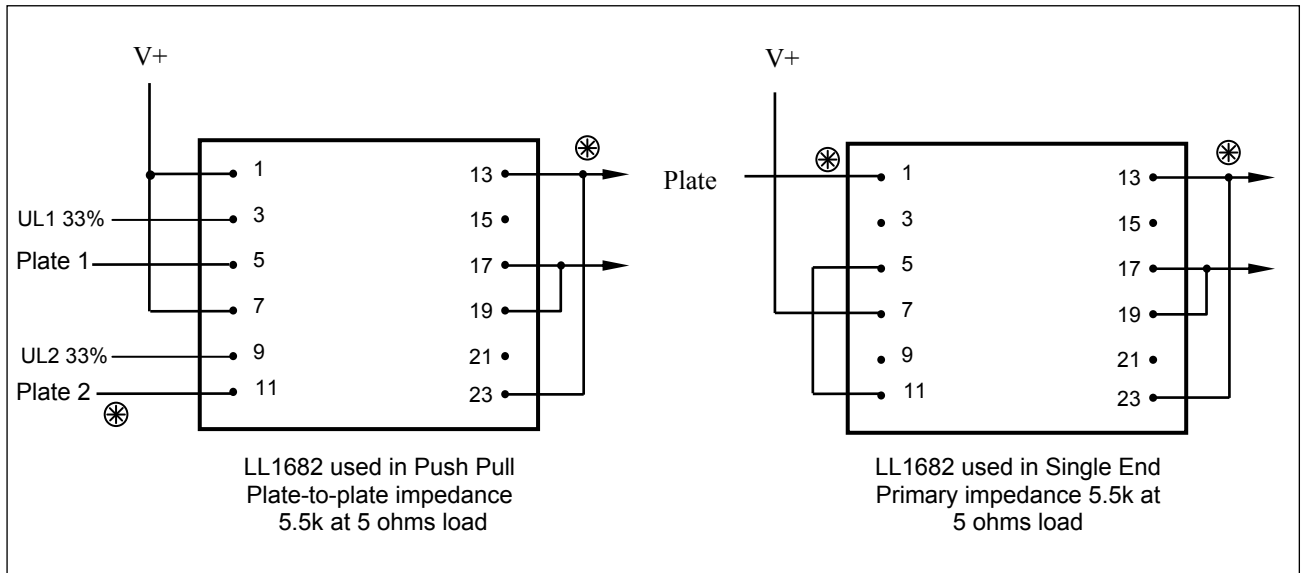 V+
1
UL1 33%
3
Plate 1
5
7
UL2 33%
9
Plate 2
11
13
15
17
19
21
23
LL1682 used in Push Pull
Plate-to-plate impedance
5.5k at 5 ohms load
V+
Plate
1
3
5
7
9
11
13
15
17
19
21
23
LL1682 used in Single End
Primary impedance 5.5k at
5 ohms load